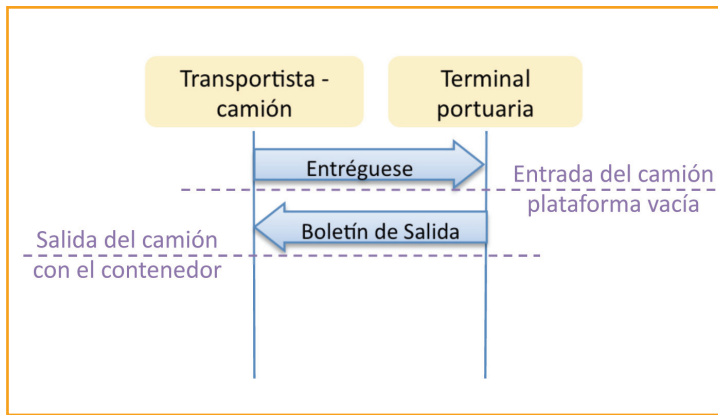 Transportista -
camión
Terminal
portuaria
Entréguese
Entrada del camión
plataforma vacía
Boletín de Salida
Salida del camión
con el contenedor